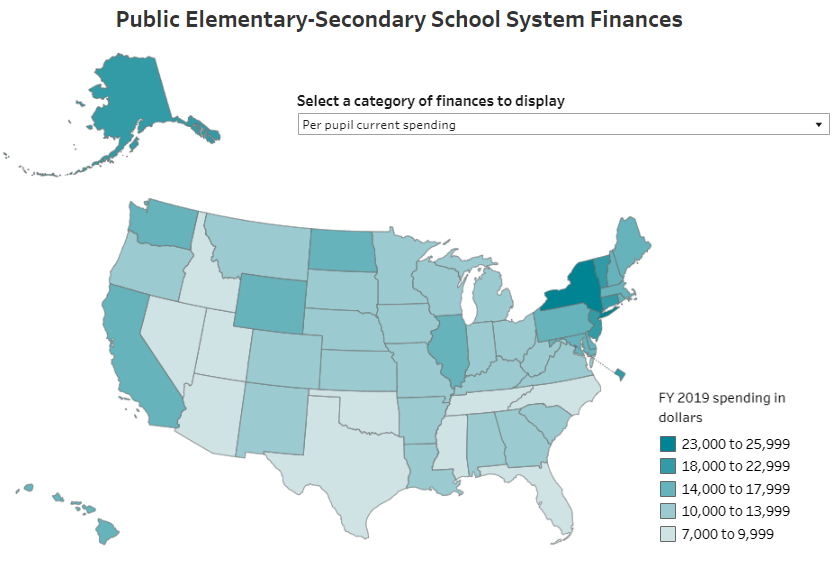 Public Elementary-Secondary School System Finances
Select a category of finances to display
Per pupil current spending
FY 2019 spending in
dollars
23,000 to 25,999
18,000 to 22,999
14,000 to 17,999
10,000 to 13,999
7,000 to 9,999